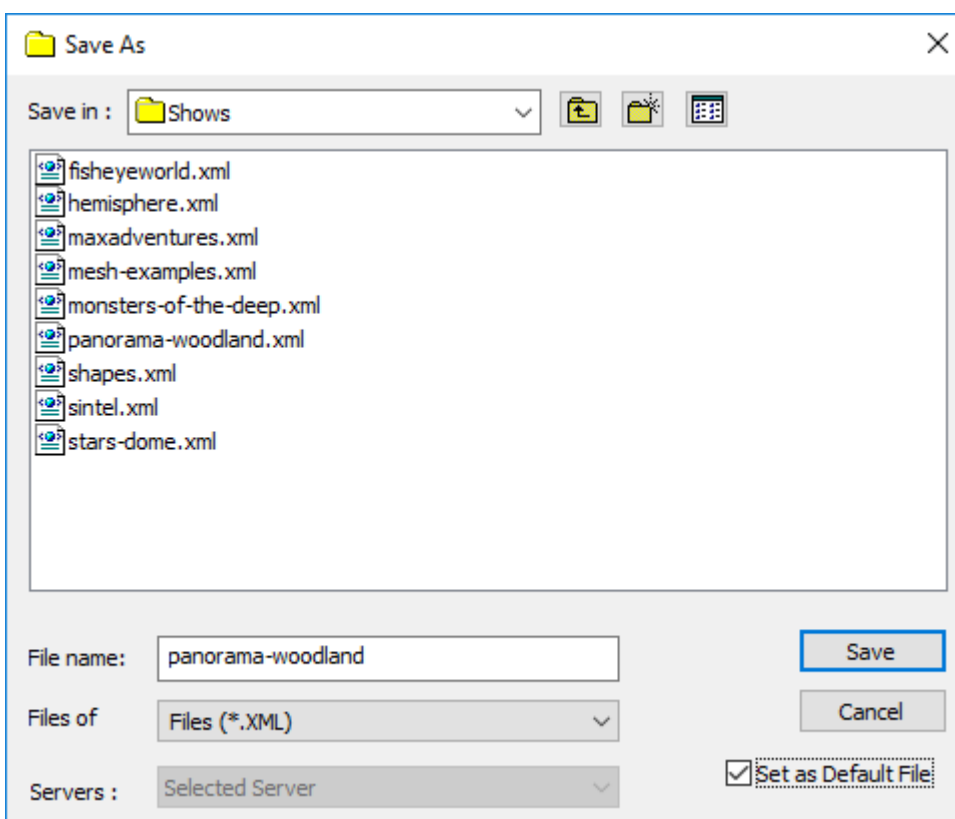 Save As
Save in : Shows
fisheyeworld.xml
hemisphere.xml
maxadventures.xml
mesh-examples.xml
monsters-of-the-deep.xml
panorama-woodland.xml
shapes.xml
sintel.xml
stars-dome.xml
File name: panorama-woodland Save
Files of Files (*.XML) Cancel
Set as Default File
Servers : Selected Server